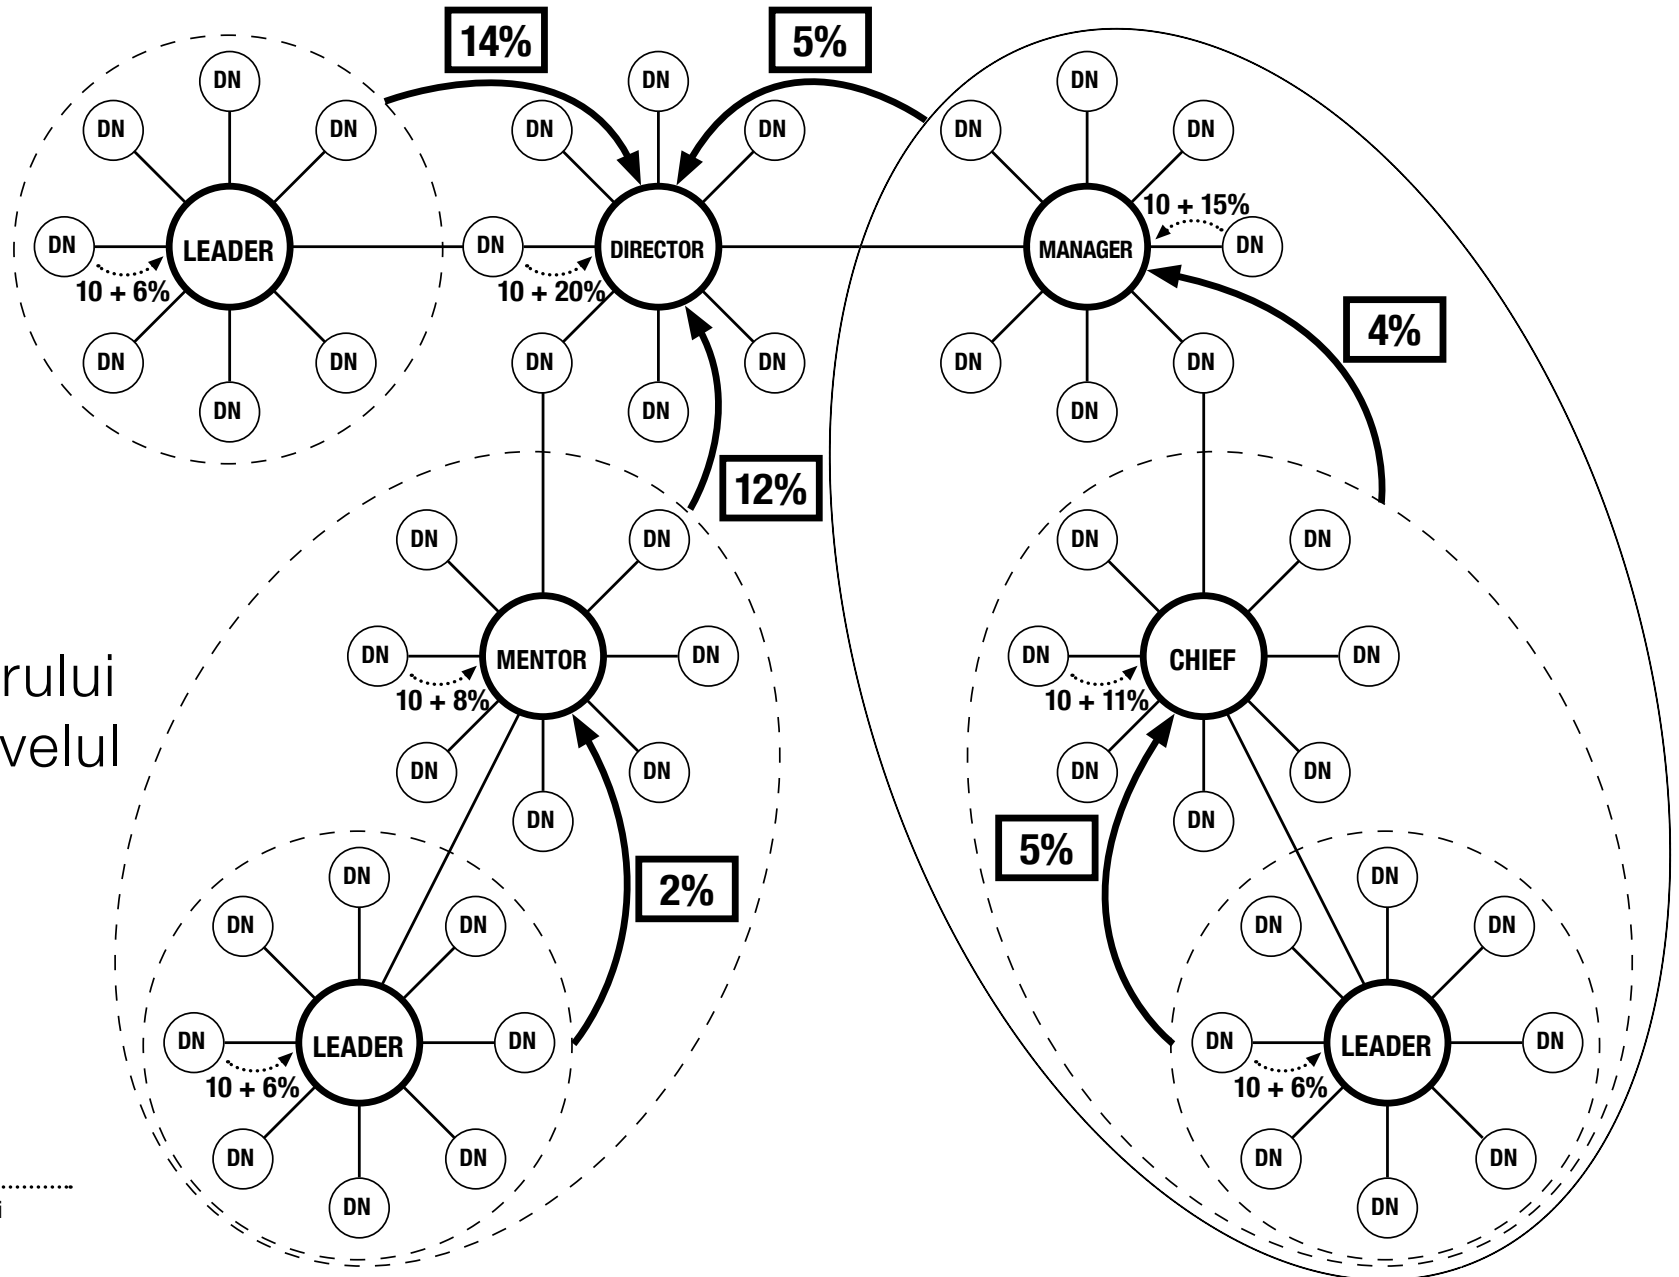 14%
5%
DN
DN
DN
DN
DN
DN
DN
DN
DN
DN
10 + 15%
DN
LEADER
DN
DIRECTOR
MANAGER
DN
10 + 6%
10 + 20%
4%
DN
DN
DN
DN
DN
DN
DN
DN
DN
12%
DN
DN
DN
DN
rului
velul
DN
MENTOR
DN
DN
CHIEF
DN
10 + 8%
10 + 11%
DN
DN
DN
DN
DN
DN
5%
2%
DN
DN
DN
DN
DN
DN
DN
DN
LEADER
DN
DN
LEADER
DN
10 + 6%
10 + 6%
DN
DN
DN
DN
DN
DN
i